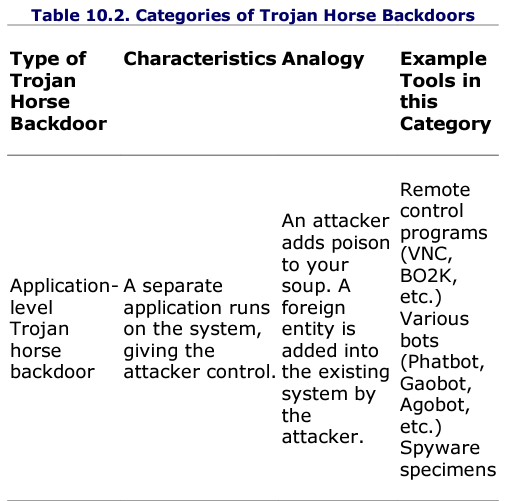 Table 10.2. Categories of Trojan Horse Backdoors
Type of
Trojan
Horse
Backdoor
Characteristics
Analogy
Example
Tools in
this
Category
Application-
level
Trojan
horse
backdoor
A separate
application runs
on the system,
giving the
attacker control.
An attacker
adds poison
to your
soup. A
foreign
entity is
added into
the existing
system by
the
attacker.
Remote
control
programs
(VNC,
BO2K,
etc.)
Various
bots
(Phatbot,
Gaobot,
Agobot,
etc.)
Spyware
specimens